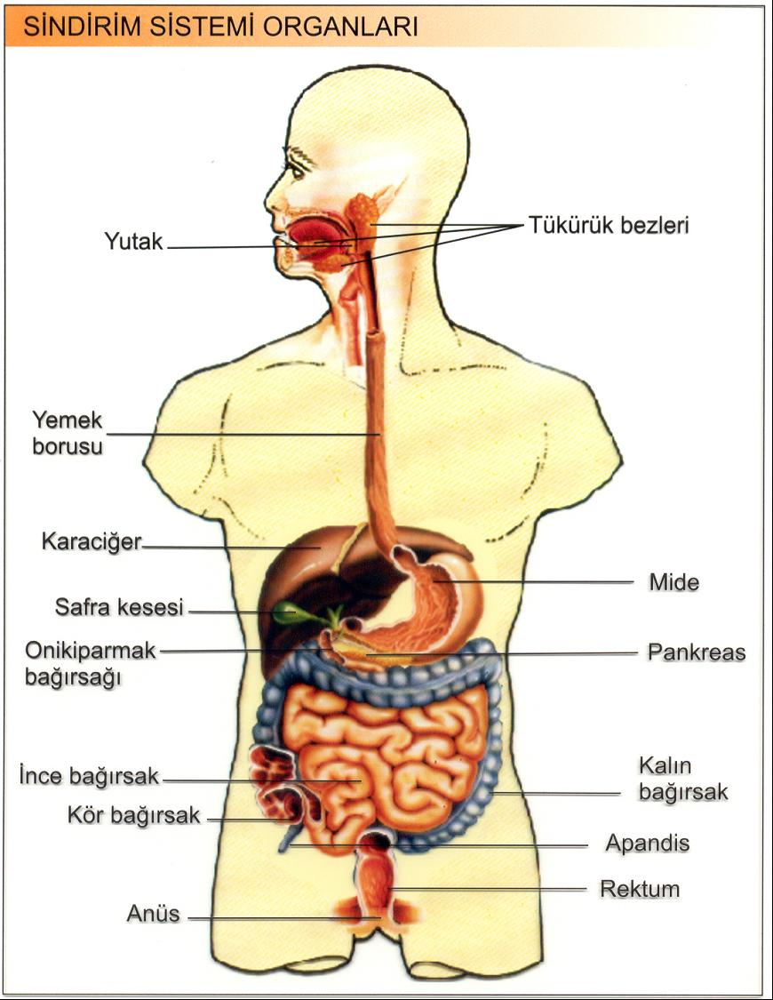 SİNDİRİM SİSTEMİ ORGANLARI
Tükürük bezleri
Yutak
Yemek
borusu
Karaciğer
Mide
Safra kesesi
Onikiparmak
bağırsağı
Pankreas
İnce bağırsak
Kalın
bağırsak
Kör bağırsak
Apandis
Rektum
Anüs